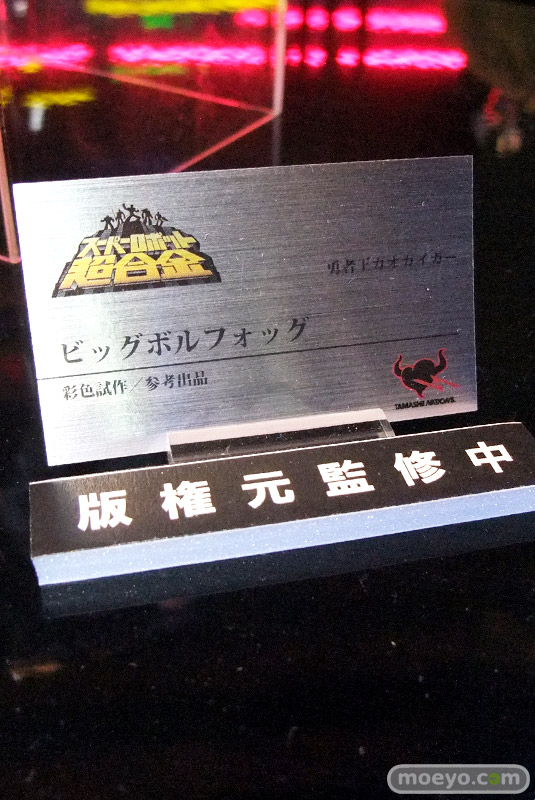 スーパーロボット
超合金
勇者王ガオガイガー
ビッグボルフォッグ
彩色試作／参考出品
TAMASHII NATIONS
版権元監修中
moeyo.com